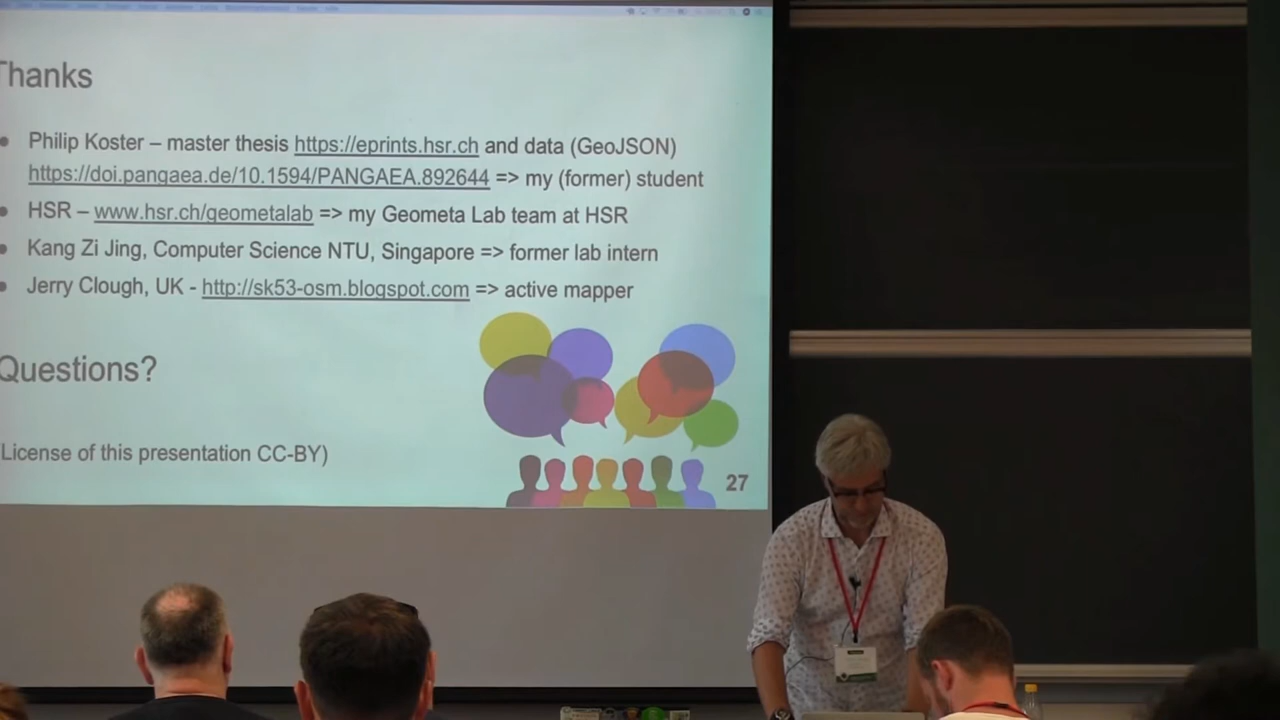 Thanks
Philip Koster – master thesis https://eprints.hsr.ch and data (GeoJSON)
https://doi.pangaea.de/10.1594/PANGAEA.892644 => my (former) student
HSR – www.hsr.ch/geometalab => my Geometa Lab team at HSR
Kang Zi Jing, Computer Science NTU, Singapore => former lab intern
Jerry Clough, UK - http://sk53-osm.blogspot.com => active mapper
Questions?
License of this presentation CC-BY)
27